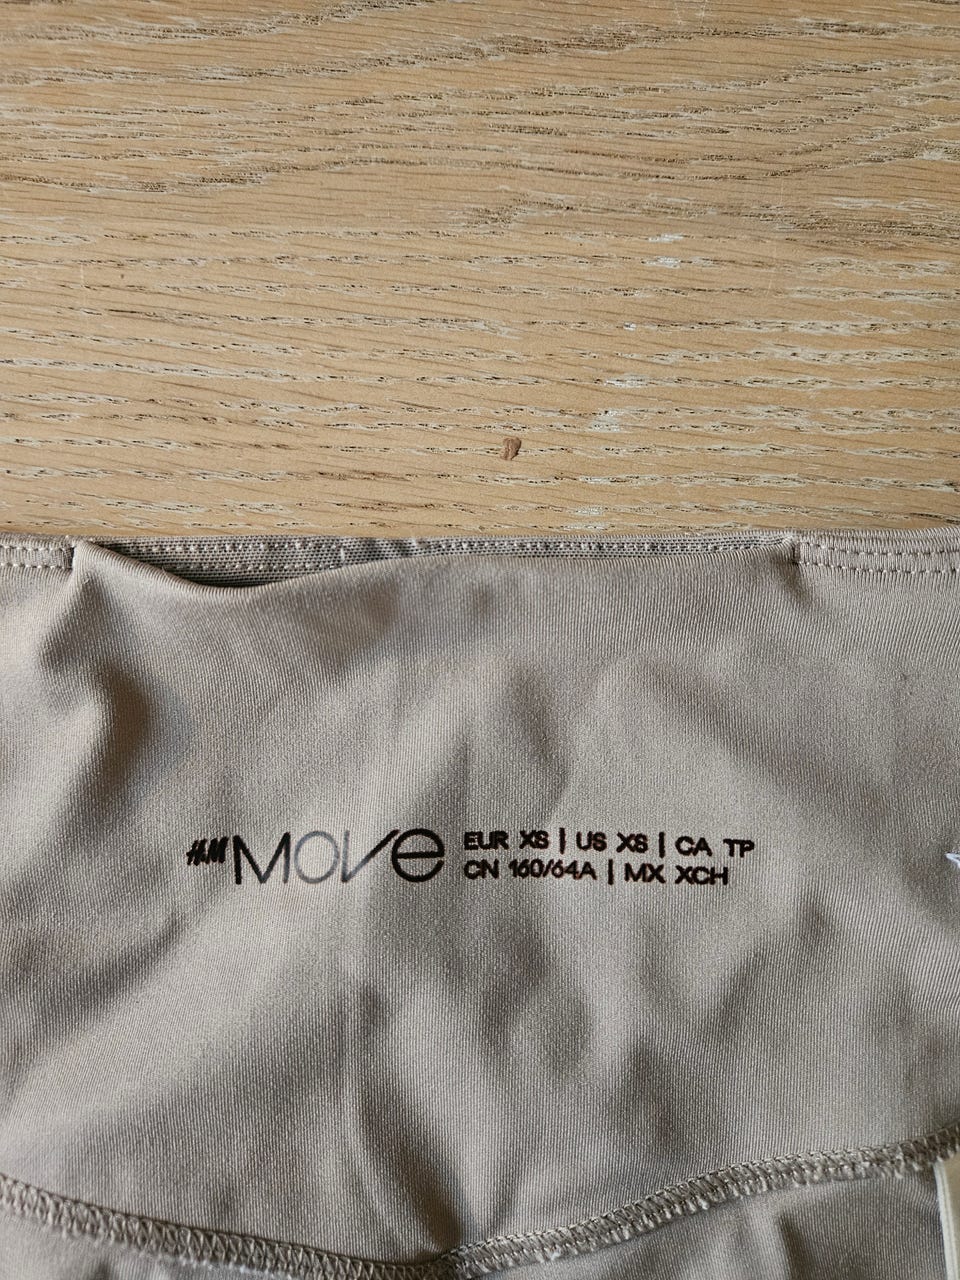 H&M Move EUR XS | US XS | CA TP
CN 160/64A | MX XCH